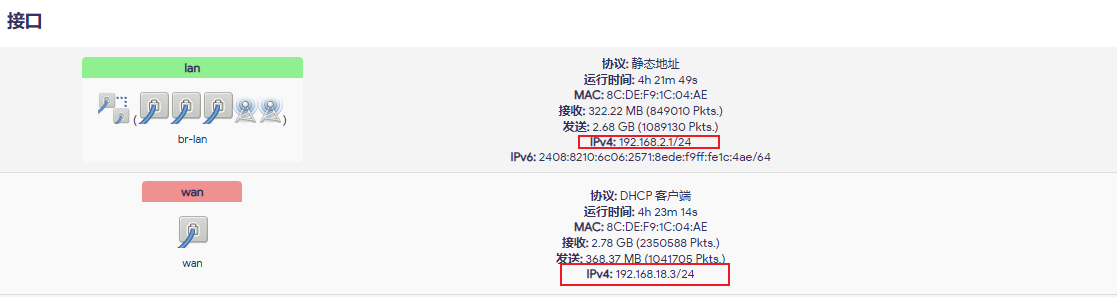 接口
lan
( )
br-lan
协议: 静态地址
运行时间: 4h 21m 49s
MAC: 8C:DE:F9:1C:04:AE
接收: 322.22 MB (849010 Pkts.)
发送: 2.68 GB (1089130 Pkts.)
IPv4: 192.168.2.1/24
IPv6: 2408:8210:6c06:2571:8ede:f9ff:fe1c:4ae/64
wan
wan
协议: DHCP 客户端
运行时间: 4h 23m 14s
MAC: 8C:DE:F9:1C:04:AE
接收: 2.78 GB (2350588 Pkts.)
发送: 368.37 MB (1041705 Pkts.)
IPv4: 192.168.18.3/24